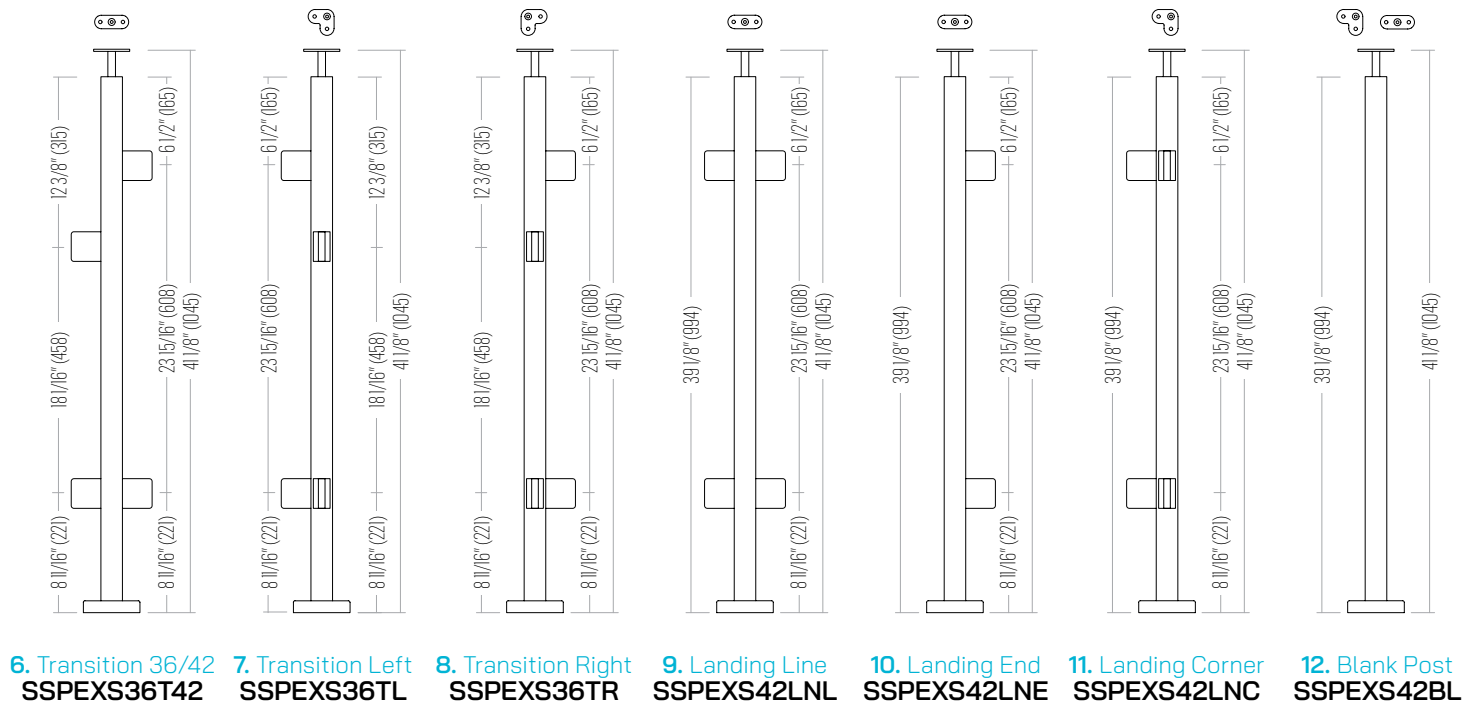 12 3/8" (315)
18 1/16" (458)
8 11/16" (221)
6 1/2" (165)
23 15/16" (608)
8 11/16" (221)
41 1/8" (1045)
6. Transition 36/42
SSPEXS36T42
6 1/2" (165)
23 15/16" (608)
8 11/16" (221)
12 3/8" (315)
18 1/16" (458)
8 11/16" (221)
41 1/8" (1045)
7. Transition Left
SSPEXS36TL
12 3/8" (315)
18 1/16" (458)
8 11/16" (221)
6 1/2" (165)
23 15/16" (608)
8 11/16" (221)
41 1/8" (1045)
8. Transition Right
SSPEXS36TR
39 1/8" (994)
6 1/2" (165)
23 15/16" (608)
8 11/16" (221)
41 1/8" (1045)
9. Landing Line
SSPEXS42LNL
39 1/8" (994)
6 1/2" (165)
23 15/16" (608)
8 11/16" (221)
41 1/8" (1045)
10. Landing End
SSPEXS42LNE
39 1/8" (994)
6 1/2" (165)
23 15/16" (608)
8 11/16" (221)
41 1/8" (1045)
11. Landing Corner
SSPEXS42LNC
39 1/8" (994)
41 1/8" (1045)
12. Blank Post
SSPEXS42BL